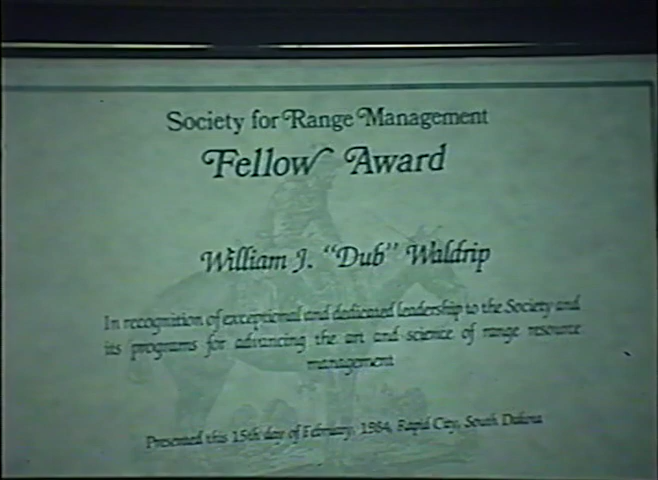 Society for Range Management
Fellow Award
William J. "Dub" Waldrip
In recognition of exceptional and dedicated leadership to the Society and
its programs for advancing the art and science of range resource
management
Presented this 15th day of February, 1984, Rapid City, South Dakota